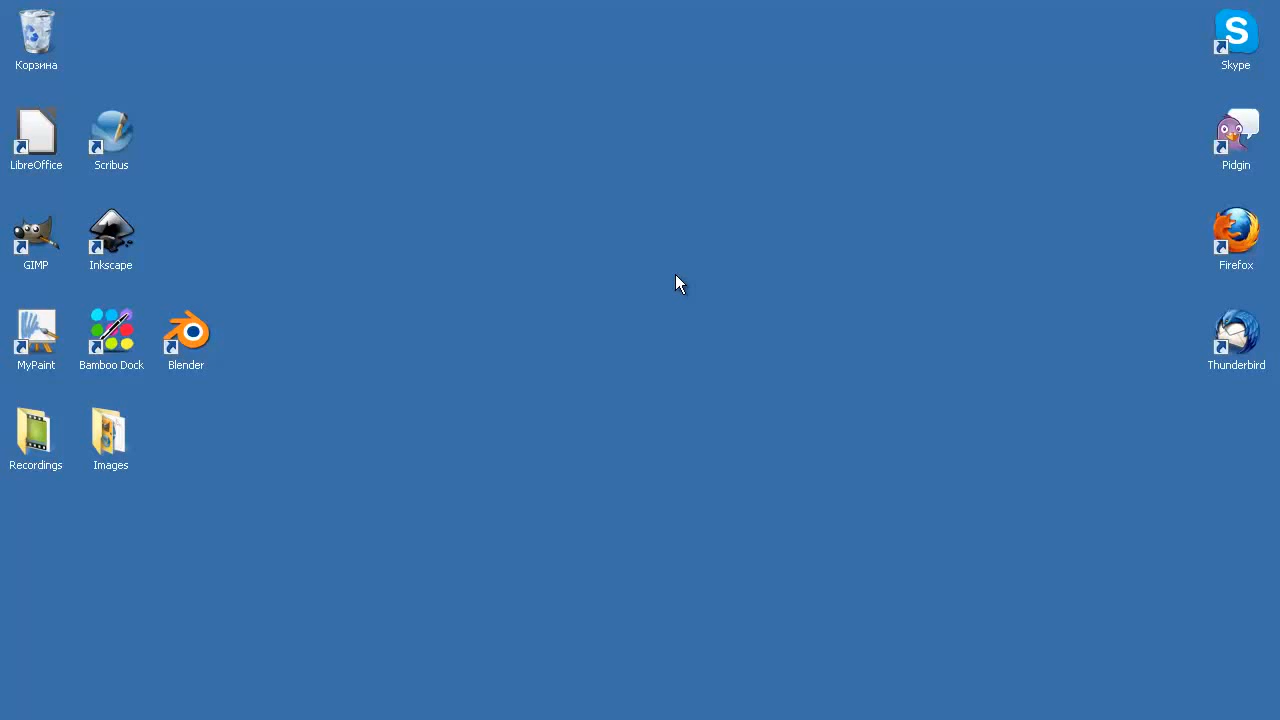 Корзина
Skype
LibreOffice
Scribus
Pidgin
GIMP
Inkscape
Firefox
MyPaint
Bamboo Dock
Blender
Thunderbird
Recordings
Images